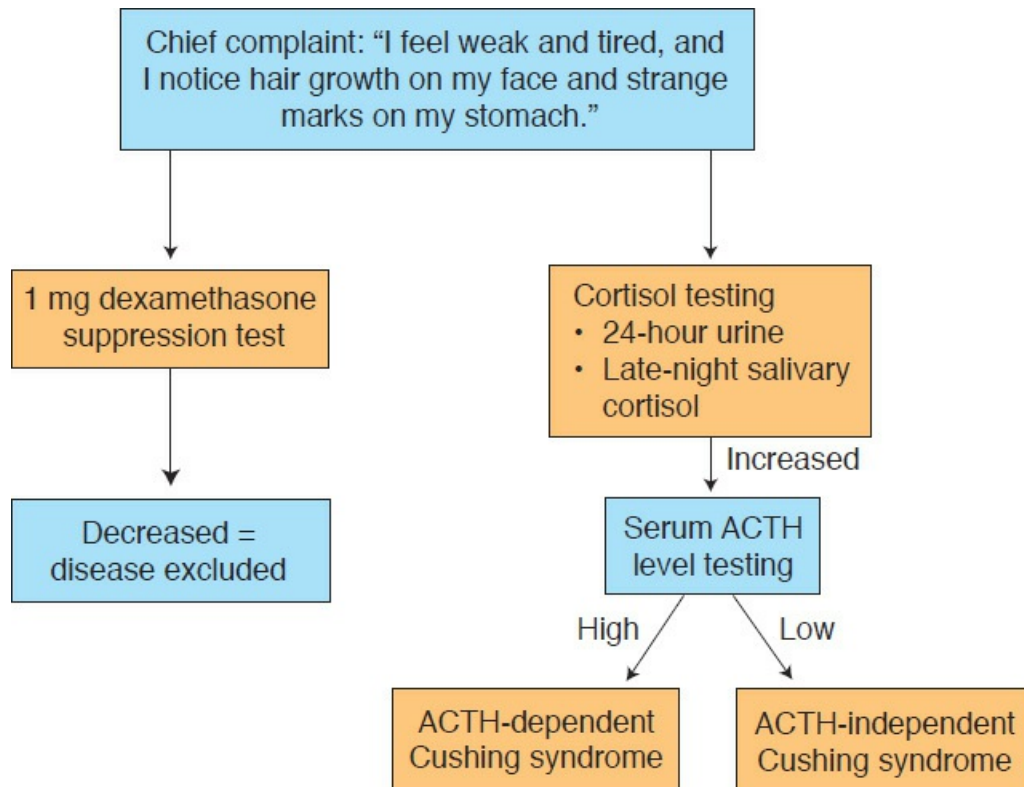 Chief complaint: “I feel weak and tired, and
I notice hair growth on my face and strange
marks on my stomach.”
1 mg dexamethasone
suppression test
Decreased =
disease excluded
Cortisol testing
• 24-hour urine
• Late-night salivary
cortisol
Increased
Serum ACTH
level testing
High
Low
ACTH-dependent
Cushing syndrome
ACTH-independent
Cushing syndrome